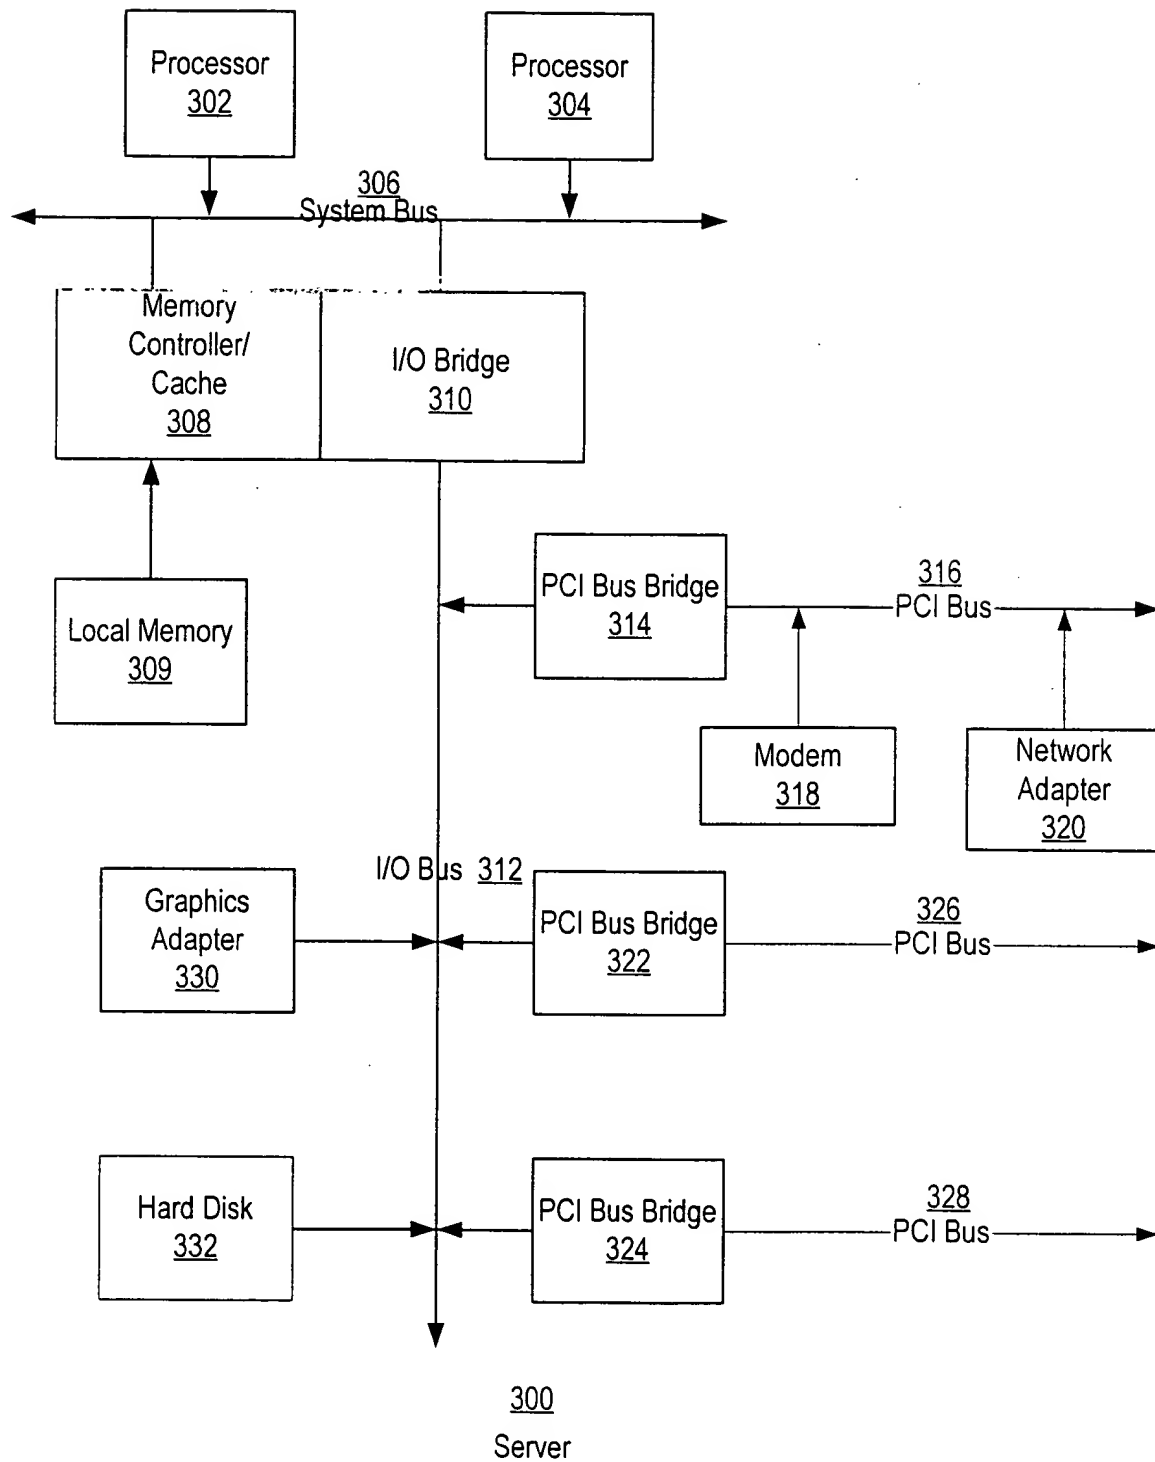 Processor
302
Processor
304
306
System Bus
Memory
Controller/
Cache
308
I/O Bridge
310
PCI Bus Bridge
314
316
PCI Bus
Local Memory
309
Modem
318
Network
Adapter
320
I/O Bus 312
Graphics
Adapter
330
PCI Bus Bridge
322
326
PCI Bus
Hard Disk
332
PCI Bus Bridge
324
328
PCI Bus
300
Server